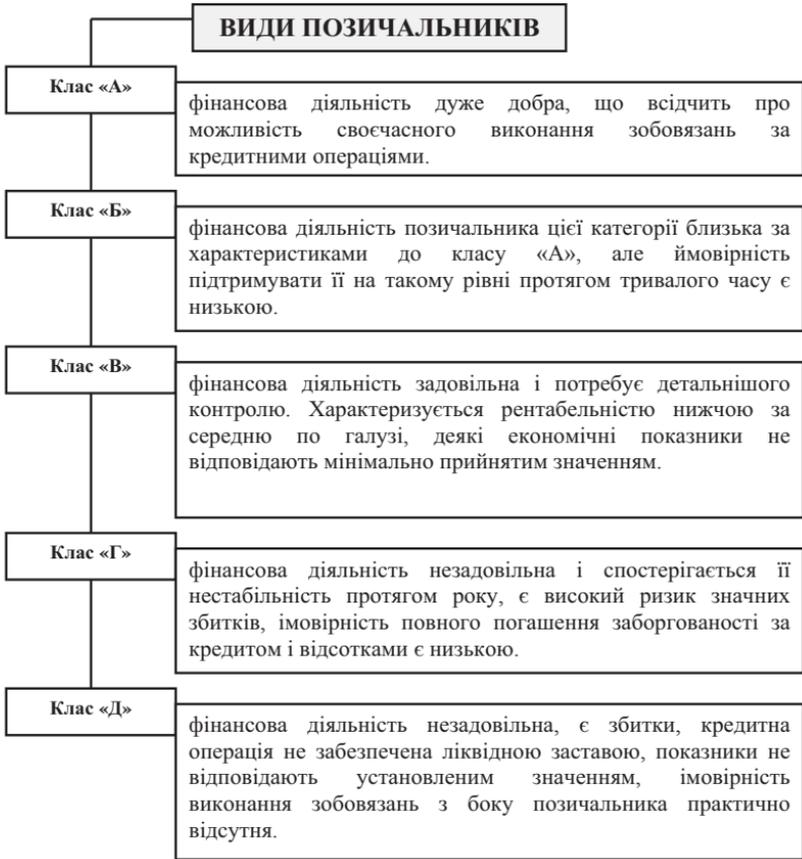 ВИДИ ПОЗИЧАЛЬНИКІВ
Клас «А»
фінансова діяльність дуже добра, що всідчить про
можливість своєчасного виконання зобовязань за
кредитними операціями.
Клас «Б»
фінансова діяльність позичальника цієї категорії близька за
характеристиками до класу «А», але ймовірність
підтримувати її на такому рівні протягом тривалого часу є
низькою.
Клас «В»
фінансова діяльність задовільна і потребує детальнішого
контролю. Характеризується рентабельністю нижчою за
середню по галузі, деякі економічні показники не
відповідають мінімально прийнятим значенням.
Клас «Г»
фінансова діяльність незадовільна і спостерігається її
нестабільність протягом року, є високий ризик значних
збитків, імовірність повного погашення заборгованості за
кредитом і відсотками є низькою.
Клас «Д»
фінансова діяльність незадовільна, є збитки, кредитна
операція не забезпечена ліквідною заставою, показники не
відповідають установленим значенням, імовірність
виконання зобовязань з боку позичальника практично
відсутня.